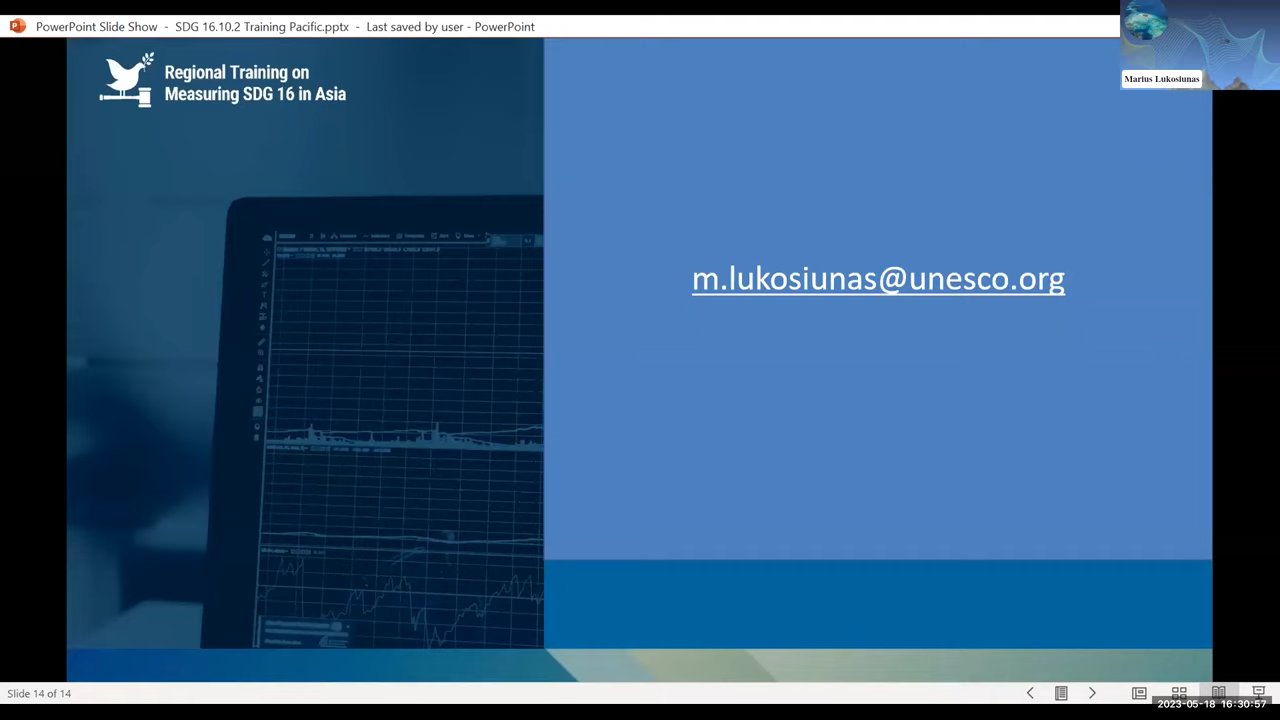 PowerPoint Slide Show - SDG 16.10.2 Training Pacific.pptx - Last saved by user - PowerPoint
Marius Lukosiunas
Regional Training on
Measuring SDG 16 in Asia
m.lukosiunas@unesco.org
Slide 14 of 14
2023-05-18 16:30:57